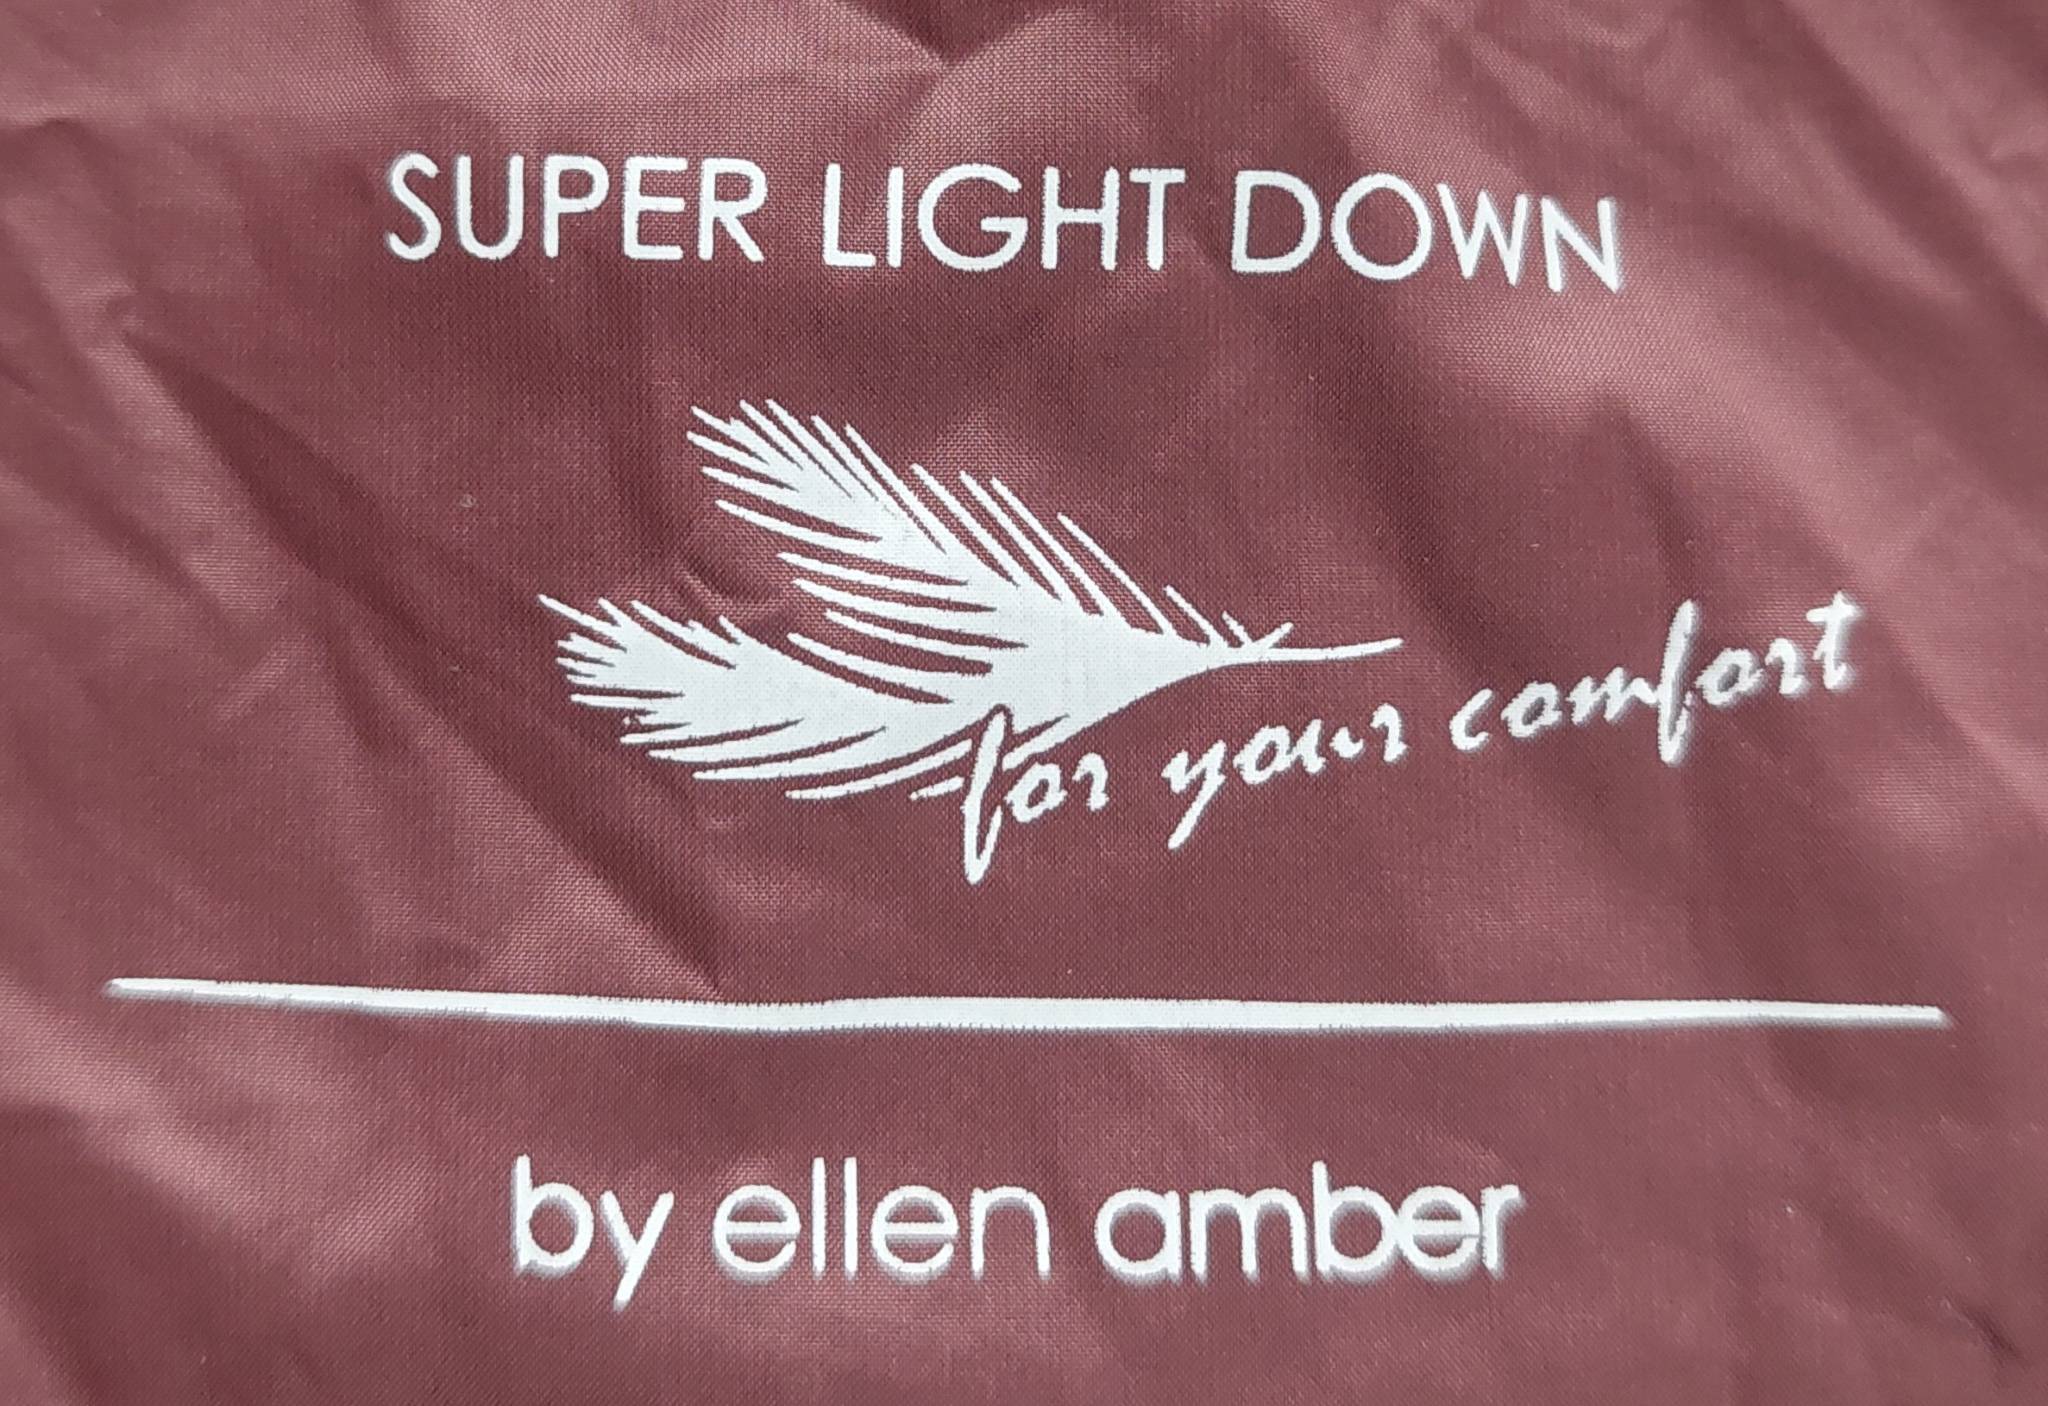 SUPER LIGHT DOWN
for your comfort
by ellen amber